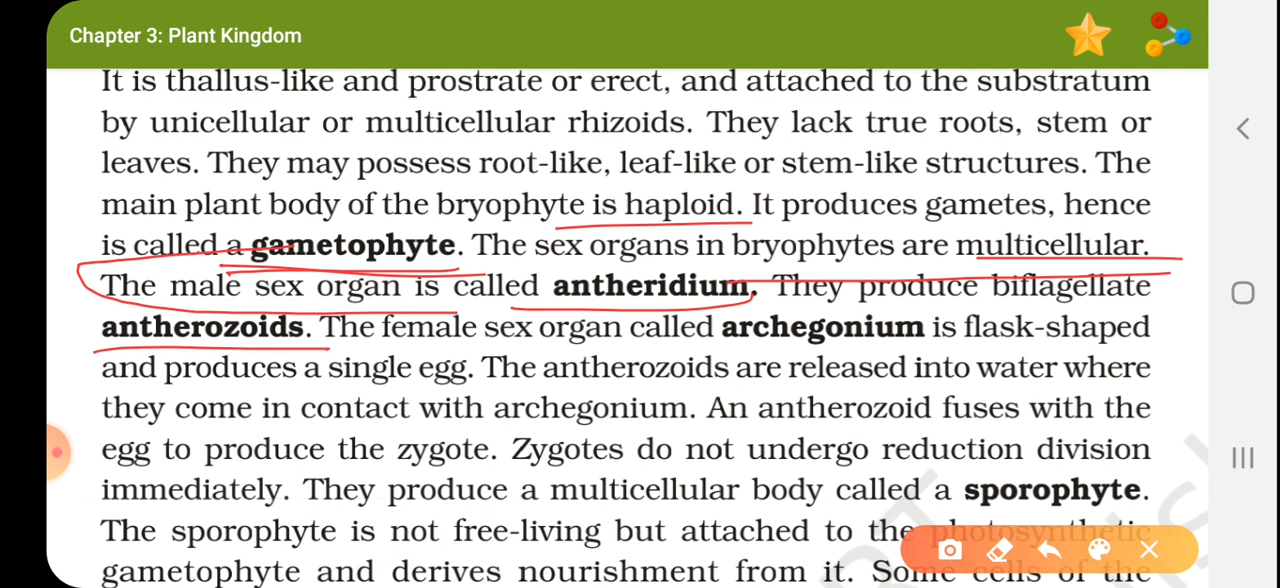 Chapter 3: Plant Kingdom
It is thallus-like and prostrate or erect, and attached to the substratum
by unicellular or multicellular rhizoids. They lack true roots, stem or
leaves. They may possess root-like, leaf-like or stem-like structures. The
main plant body of the bryophyte is haploid. It produces gametes, hence
is called a gametophyte. The sex organs in bryophytes are multicellular.
The male sex organ is called antheridium. They produce biflagellate
antherozoids. The female sex organ called archegonium is flask-shaped
and produces a single egg. The antherozoids are released into water where
they come in contact with archegonium. An antherozoid fuses with the
egg to produce the zygote. Zygotes do not undergo reduction division
immediately. They produce a multicellular body called a sporophyte.
The sporophyte is not free-living but attached to the photosynthetic
gametophyte and derives nourishment from it. Some cells of the